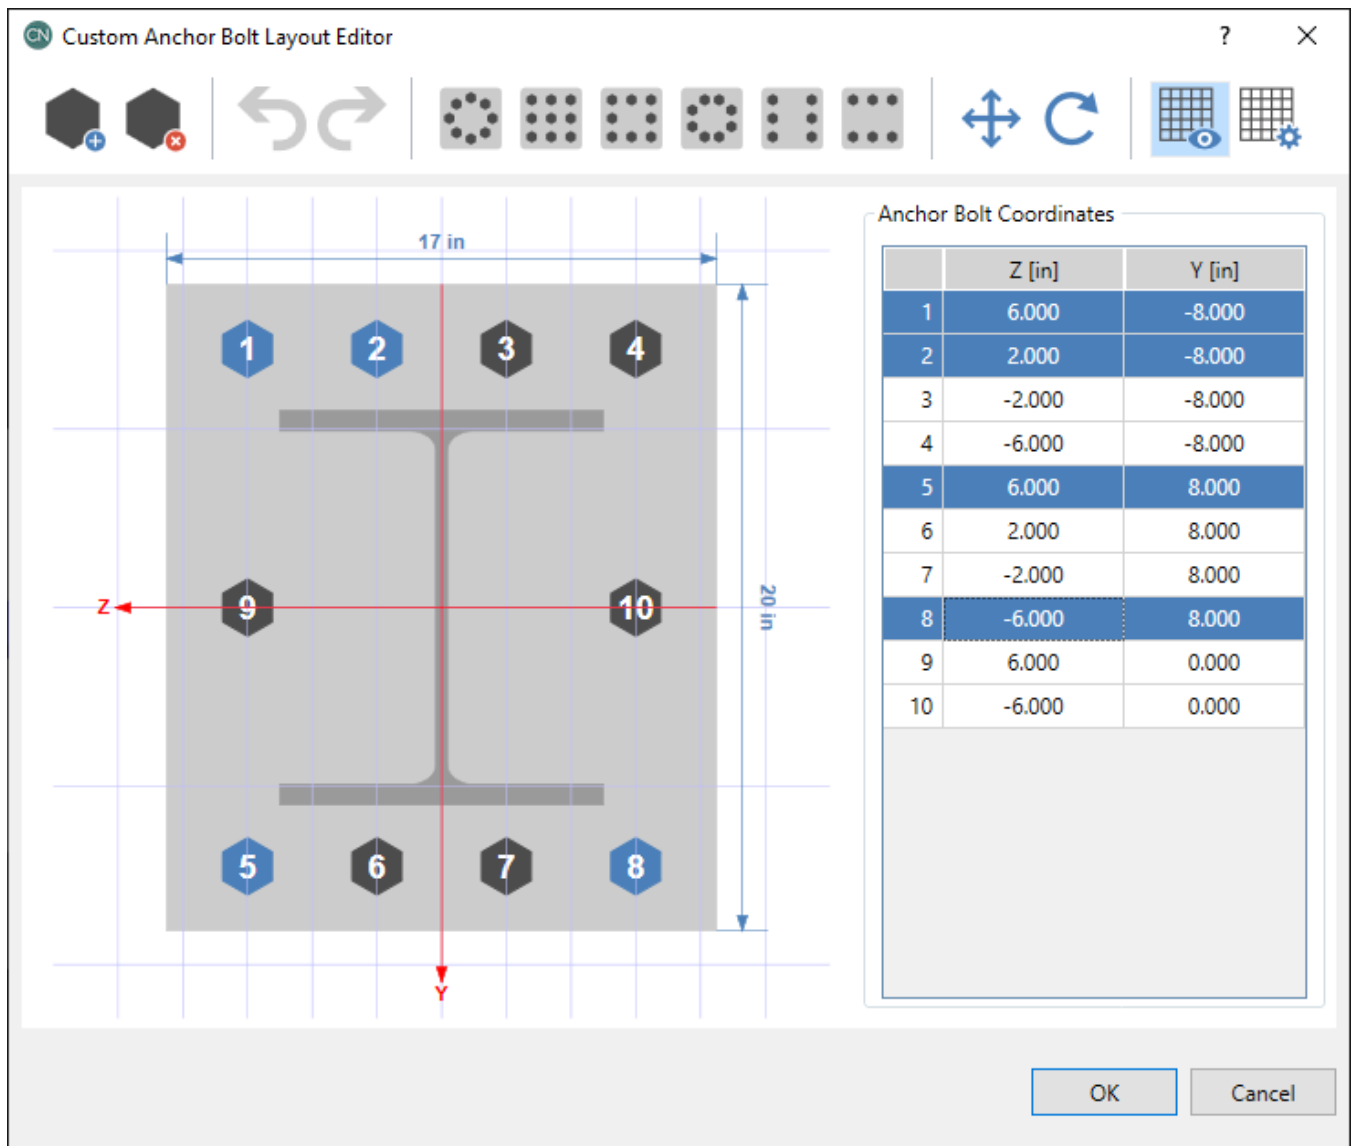 CN Custom Anchor Bolt Layout Editor ?
17 in
1 2 3 4
Z 9 10
20 in
5 6 7 8
Y
Anchor Bolt Coordinates
Z [in] Y [in]
1 6.000 -8.000
2 2.000 -8.000
3 -2.000 -8.000
4 -6.000 -8.000
5 6.000 8.000
6 2.000 8.000
7 -2.000 8.000
8 -6.000 8.000
9 6.000 0.000
10 -6.000 0.000
OK Cancel